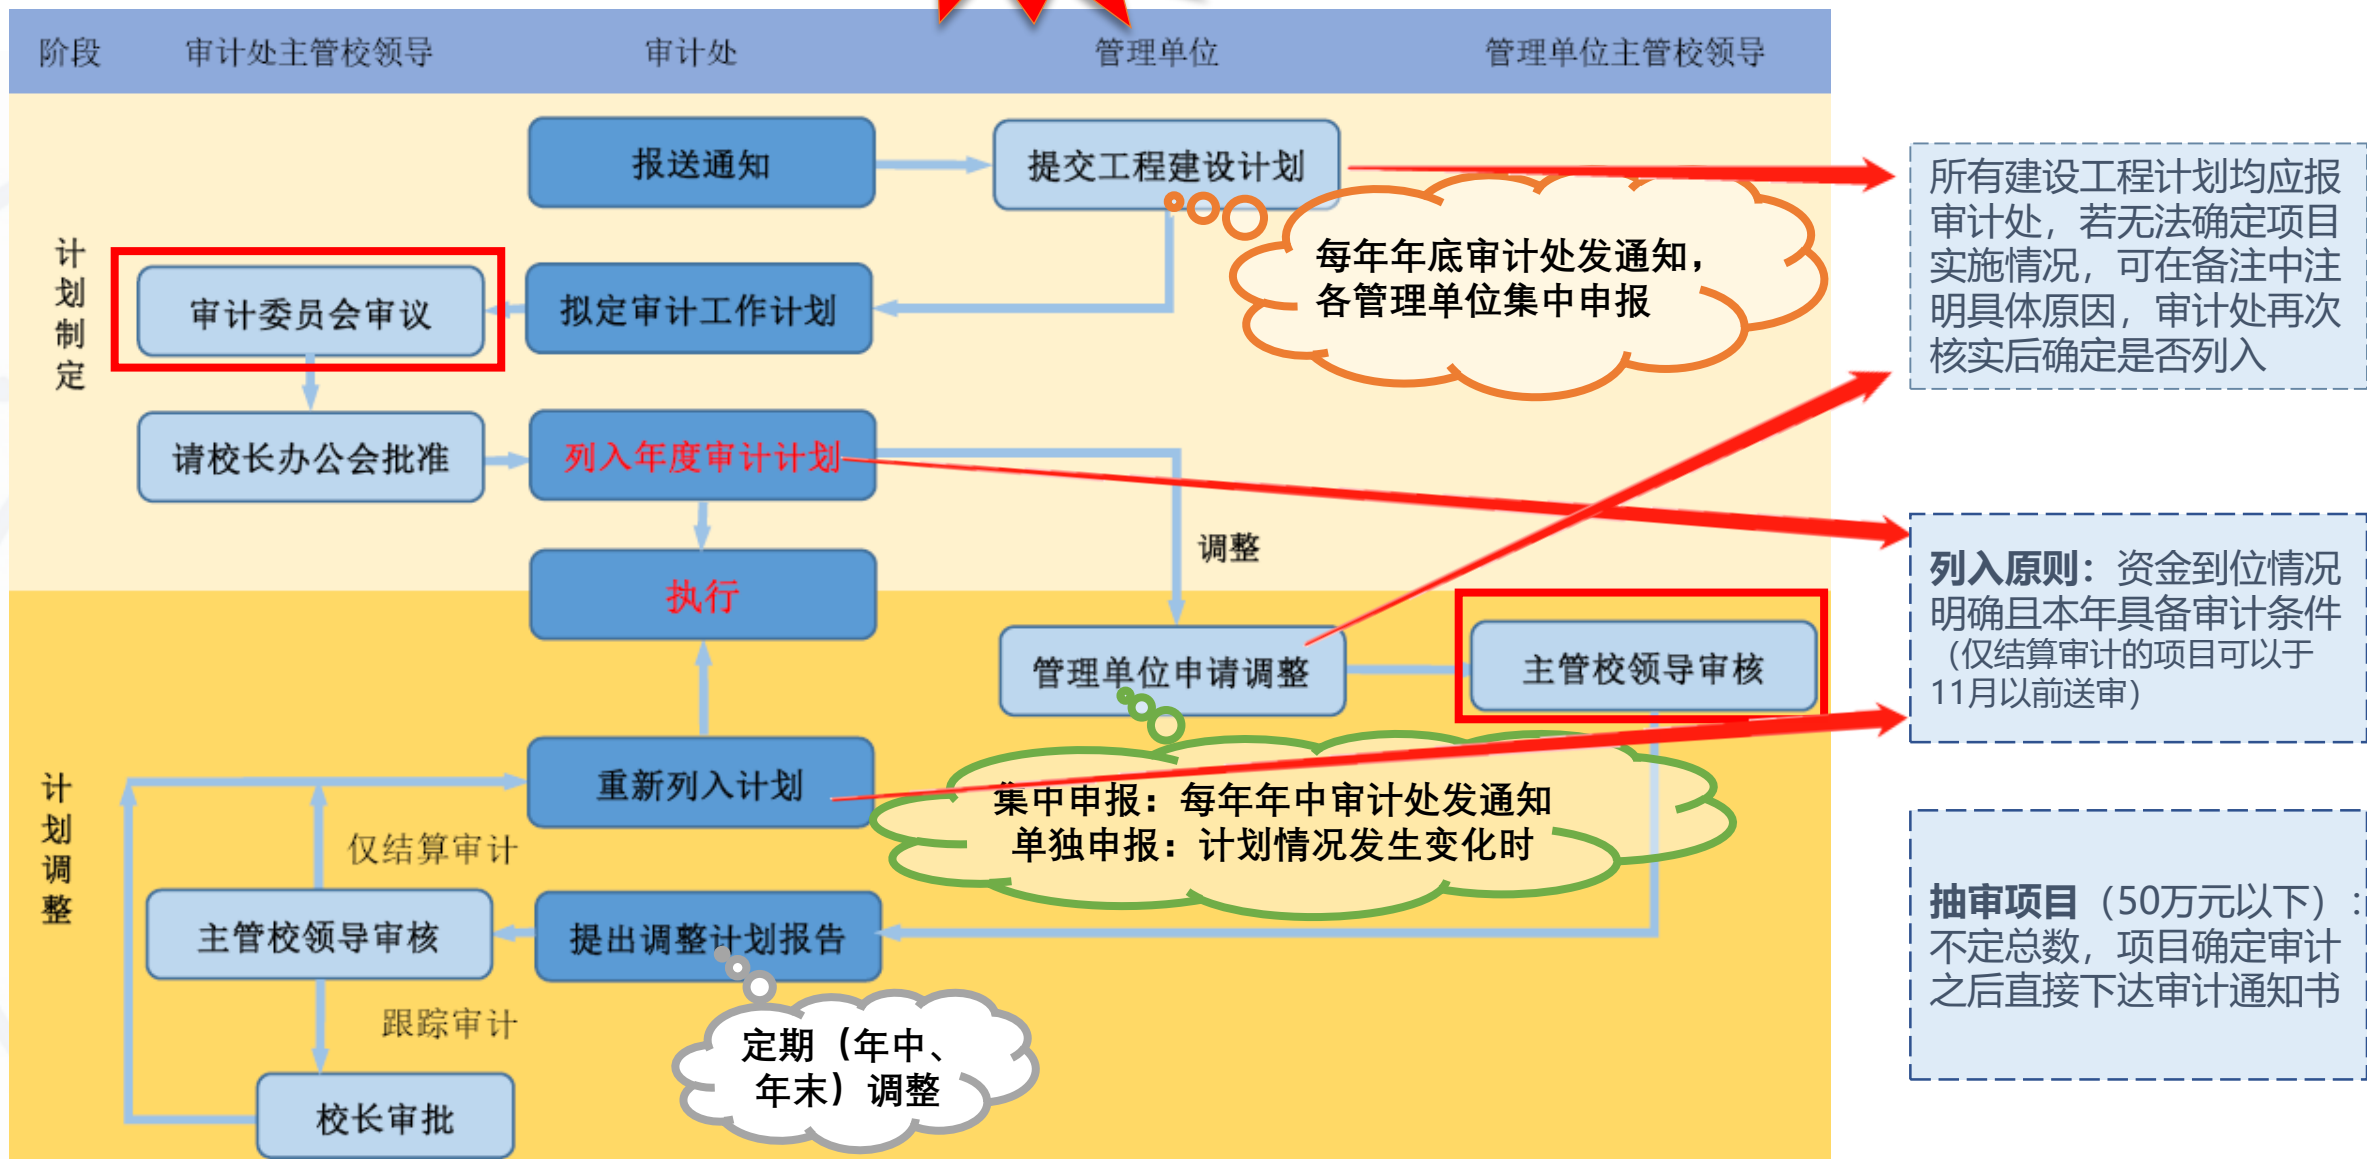 阶段 审计处主管校领导 审计处 管理单位 管理单位主管校领导
计划制定
报送通知
提交工程建设计划
每年年底审计处发通知，
各管理单位集中申报
审计委员会审议
拟定审计工作计划
请校长办公会批准
列入年度审计计划
调整
执行
计划调整
管理单位申请调整
主管校领导审核
重新列入计划
集中申报：每年年中审计处发通知
单独申报：计划情况发生变化时
仅结算审计
主管校领导审核
提出调整计划报告
跟踪审计
定期（年中、
年末）调整
校长审批
所有建设工程计划均应报
审计处，若无法确定项目
实施情况，可在备注中注
明具体原因，审计处再次
核实后确定是否列入
列入原则：资金到位情况
明确且本年具备审计条件
（仅结算审计的项目可以于
11月以前送审）
抽审项目（50万元以下）：
不定总数，项目确定审计
之后直接下达审计通知书